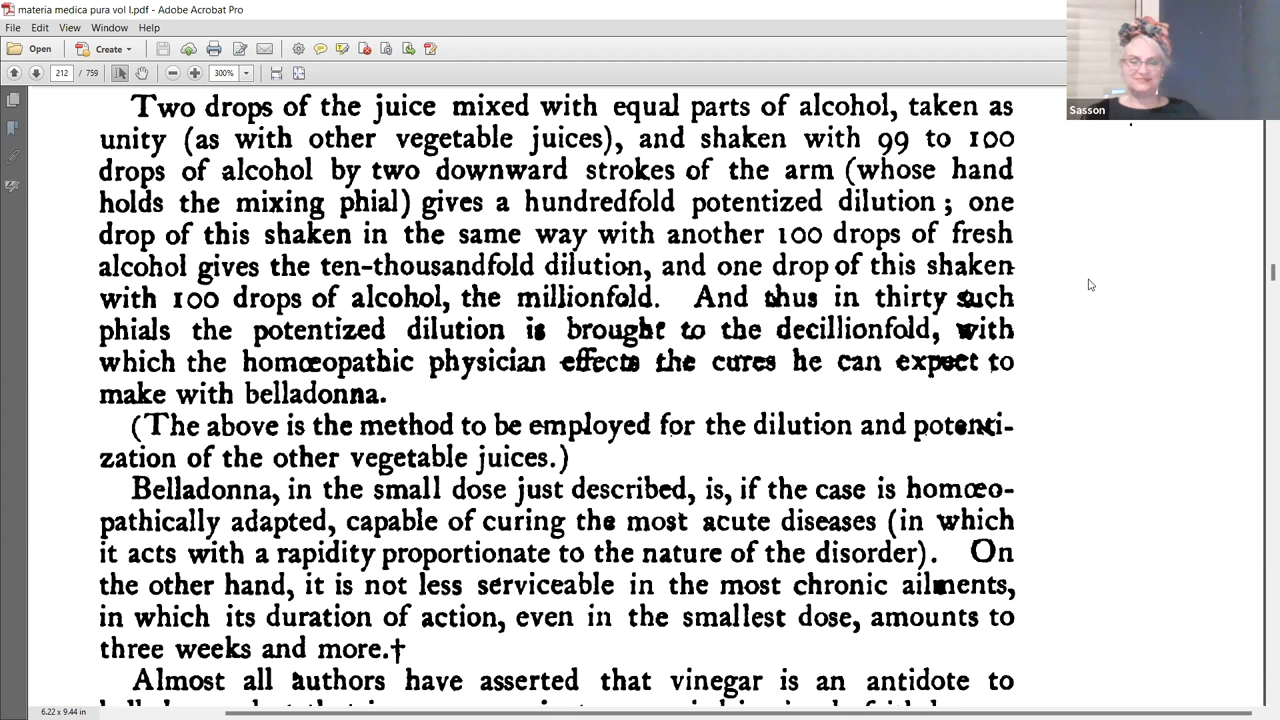 materia medica pura vol I.pdf - Adobe Acrobat Pro
File Edit View Window Help
Open Create
212 / 759 300%
Sasson
Two drops of the juice mixed with equal parts of alcohol, taken as
unity (as with other vegetable juices), and shaken with 99 to 100
drops of alcohol by two downward strokes of the arm (whose hand
holds the mixing phial) gives a hundredfold potentized dilution; one
drop of this shaken in the same way with another 100 drops of fresh
alcohol gives the ten-thousandfold dilution, and one drop of this shaken
with 100 drops of alcohol, the millionfold. And thus in thirty such
phials the potentized dilution is brought to the decillionfold, with
which the homœopathic physician effects the cures he can expect to
make with belladonna.
(The above is the method to be employed for the dilution and potenti-
zation of the other vegetable juices.)
Belladonna, in the small dose just described, is, if the case is homœo-
pathically adapted, capable of curing the most acute diseases (in which
it acts with a rapidity proportionate to the nature of the disorder). On
the other hand, it is not less serviceable in the most chronic ailments,
in which its duration of action, even in the smallest dose, amounts to
three weeks and more.†
Almost all authors have asserted that vinegar is an antidote to
6.22 x 9.44 in